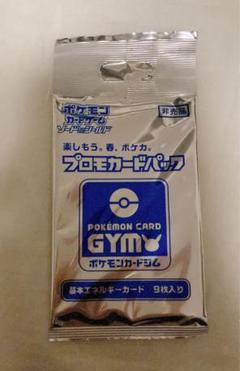 ポケモン
カードゲーム
ソード&シールド
非売品
楽しもう。春、ポケカ。
プロモカードパック
POKÉMON CARD
GYM
ポケモンカードジム
基本エネルギーカード 9枚入り